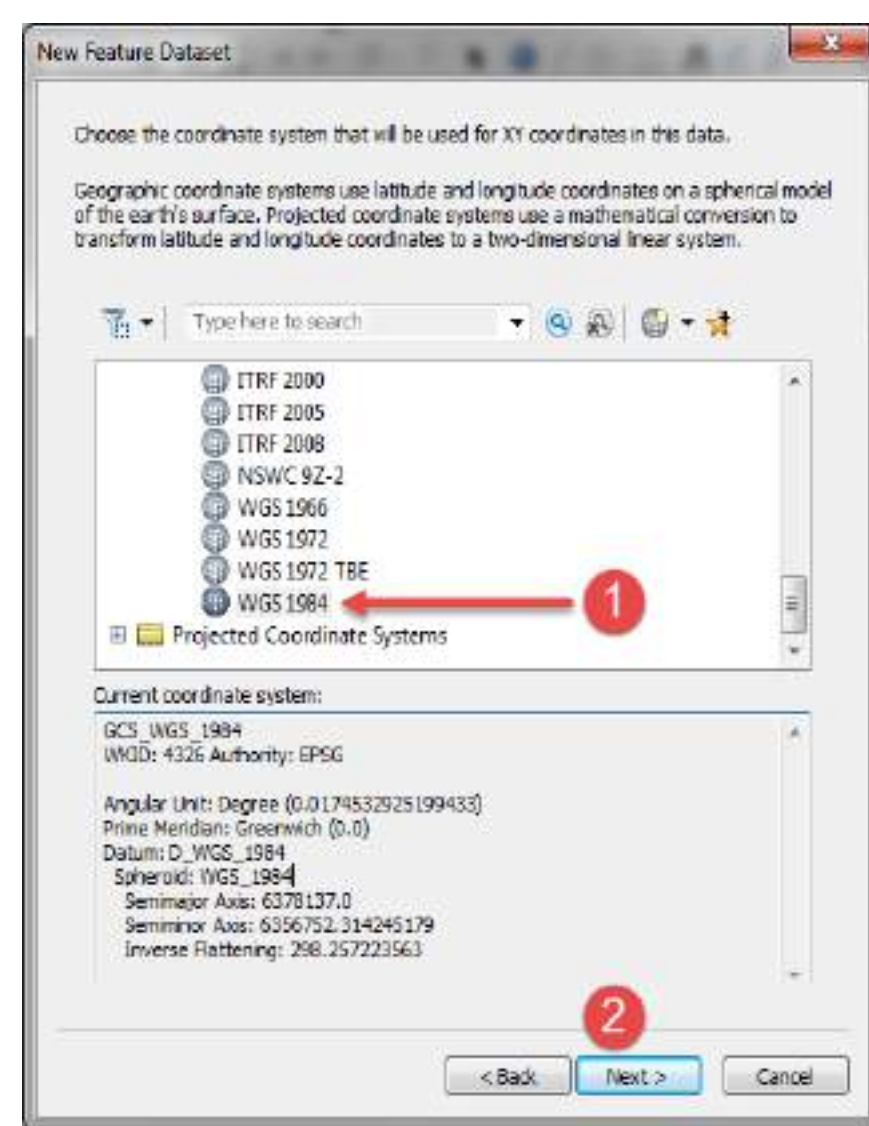 New Feature Dataset
Choose the coordinate system that will be used for XY coordinates in this data.
Geographic coordinate systems use latitude and longitude coordinates on a spherical model
of the earth's surface. Projected coordinate systems use a mathematical conversion to
transform latitude and longitude coordinates to a two-dimensional linear system.
Type here to search
ITRF 2000
ITRF 2005
ITRF 2008
NSWC 9Z-2
WGS 1966
WGS 1972
WGS 1972 TBE
WGS 1984
1
Projected Coordinate Systems
Current coordinate system:
GCS_WGS_1984
WKID: 4326 Authority: EPSG
Angular Unit: Degree (0.0174532925199433)
Prime Meridian: Greenwich (0.0)
Datum: D_WGS_1984
Spheroid: WGS_1984
Semimajor Axis: 6378137.0
Semiminor Axis: 6356752.314245179
Inverse Flattening: 298.257223563
2
< Back
Next >
Cancel